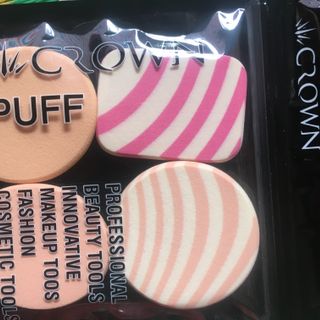 CROWN
PUFF
PROFESSIONAL
BEAUTY TOOLS
INNOVATIVE
MAKEUP TOOS
FASHION
COSMETIC TOOLS
CROWN